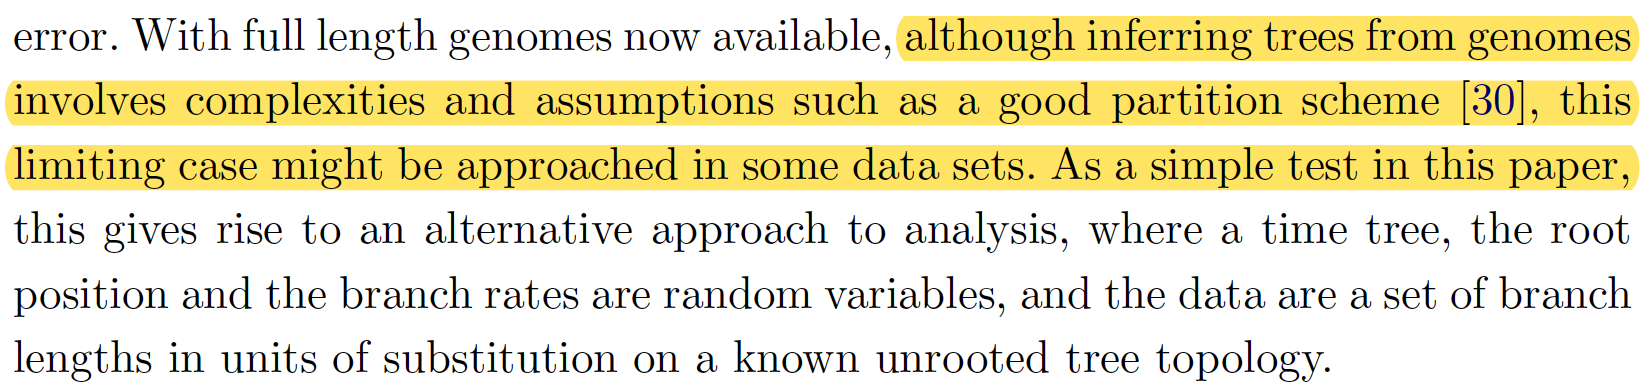 error. With full length genomes now available, although inferring trees from genomes
involves complexities and assumptions such as a good partition scheme [30], this
limiting case might be approached in some data sets. As a simple test in this paper,
this gives rise to an alternative approach to analysis, where a time tree, the root
position and the branch rates are random variables, and the data are a set of branch
lengths in units of substitution on a known unrooted tree topology.